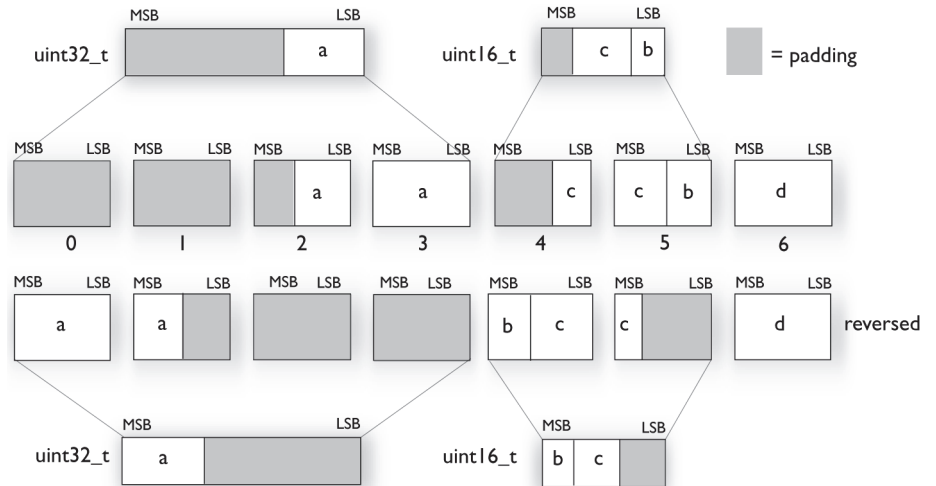 MSB LSB MSB LSB
uint32_t a uint16_t c b = padding
MSB LSB MSB LSB MSB LSB MSB LSB MSB LSB MSB LSB MSB LSB
a a c c b d
0 1 2 3 4 5 6
MSB LSB MSB LSB MSB LSB MSB LSB MSB LSB MSB LSB MSB LSB
a a b c c d reversed
MSB LSB MSB LSB
uint32_t a uint16_t b c